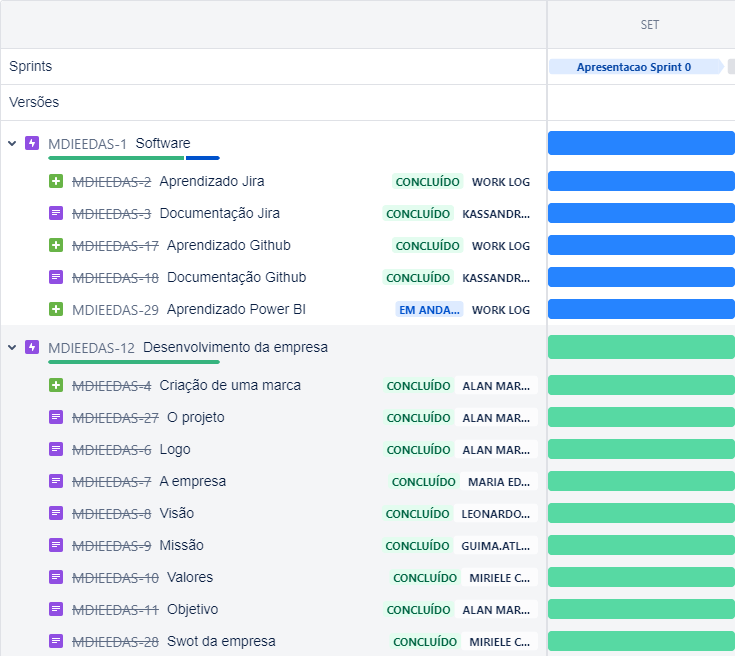 SET
Sprints
Apresentacao Sprint 0
Versões
MDIEEDAS-1 Software
MDIEEDAS-2 Aprendizado Jira CONCLUÍDO WORK LOG
MDIEEDAS-3 Documentação Jira CONCLUÍDO KASSANDR...
MDIEEDAS-17 Aprendizado Github CONCLUÍDO WORK LOG
MDIEEDAS-18 Documentação Github CONCLUÍDO KASSANDR...
MDIEEDAS-29 Aprendizado Power BI EM ANDA... WORK LOG
MDIEEDAS-12 Desenvolvimento da empresa
MDIEEDAS-4 Criação de uma marca CONCLUÍDO ALAN MAR...
MDIEEDAS-27 O projeto CONCLUÍDO ALAN MAR...
MDIEEDAS-6 Logo CONCLUÍDO ALAN MAR...
MDIEEDAS-7 A empresa CONCLUÍDO MARIA ED...
MDIEEDAS-8 Visão CONCLUÍDO LEONARDO...
MDIEEDAS-9 Missão CONCLUÍDO GUIMA.ATL...
MDIEEDAS-10 Valores CONCLUÍDO MIRIELE C...
MDIEEDAS-11 Objetivo CONCLUÍDO ALAN MAR...
MDIEEDAS-28 Swot da empresa CONCLUÍDO MIRIELE C...